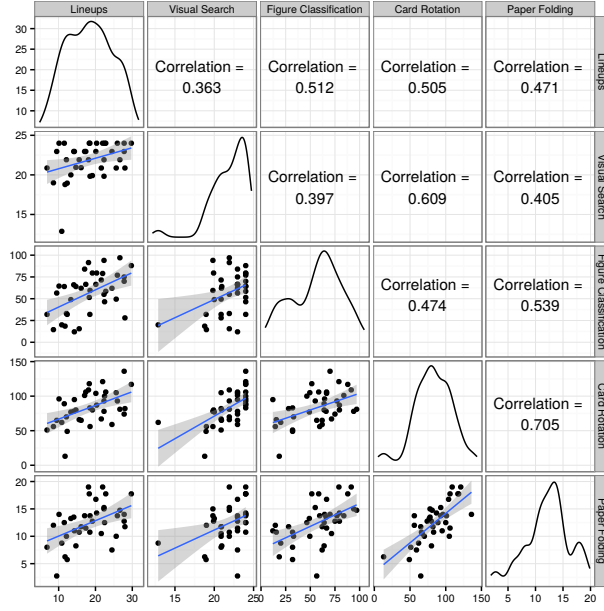 Lineups Visual Search Figure Classification Card Rotation Paper Folding
30
25
20
15
10
Correlation = 0.363
Correlation = 0.512
Correlation = 0.505
Correlation = 0.471
Lineups
25
20
15
Correlation = 0.397
Correlation = 0.609
Correlation = 0.405
Visual Search
100
75
50
25
0
Correlation = 0.474
Correlation = 0.539
Figure Classification
150
100
50
0
Correlation = 0.705
Card Rotation
20
15
10
5
Paper Folding
10 20 30 15 20 25 0 25 50 75 100 0 50 100 150 5 10 15 20